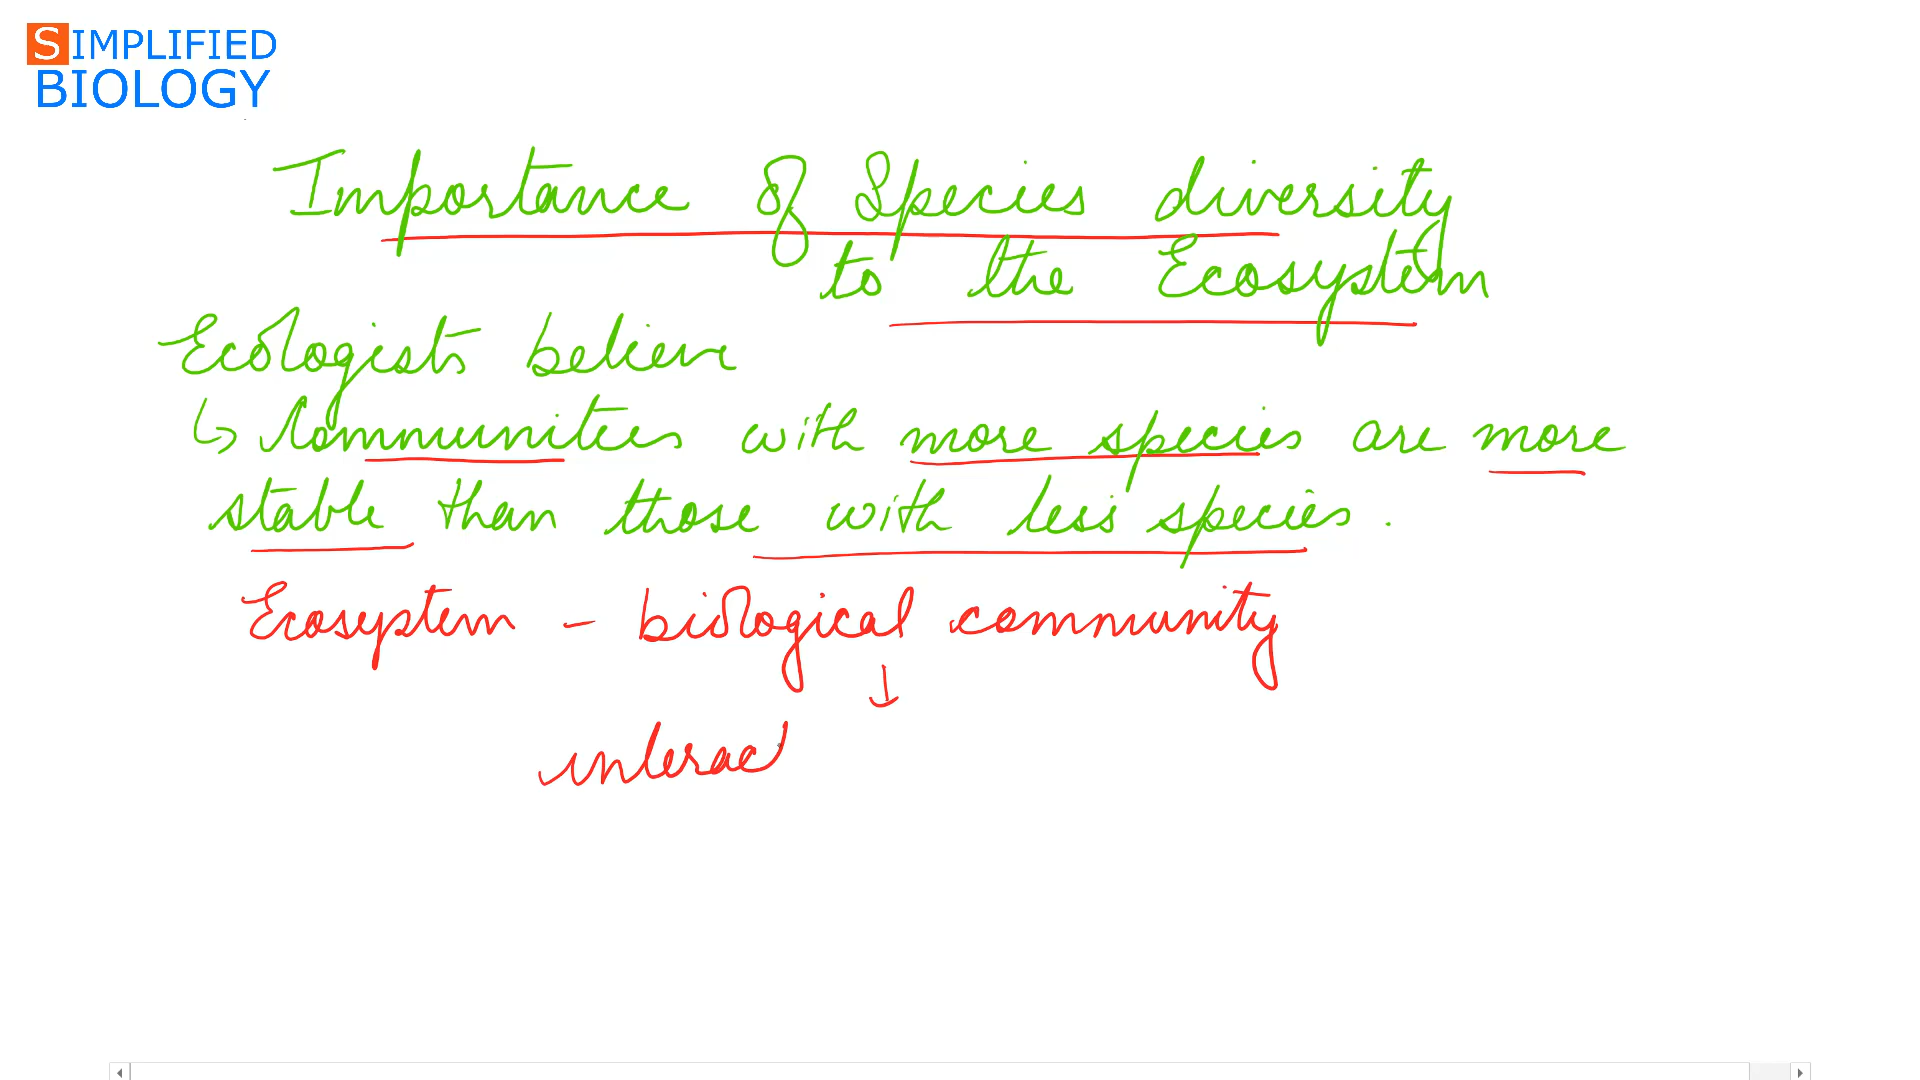 SIMPLIFIED
BIOLOGY
Importance of Species diversity
to the Ecosystem
Ecologists believe
↳ Communities with more species are more
stable than those with less species.
Ecosystem - biological community
↓
interac